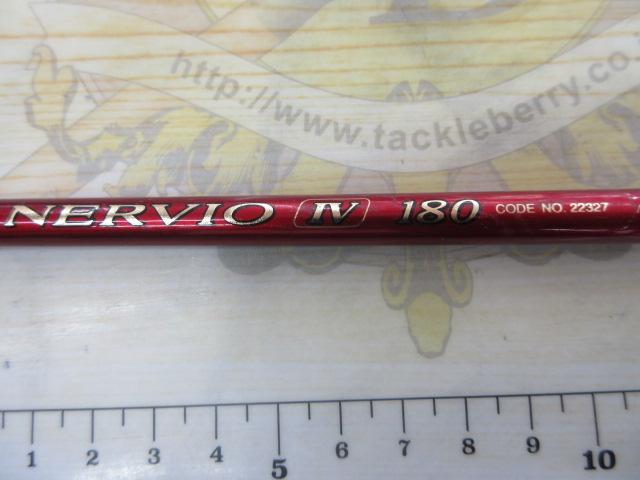 http://www.tackleberry.co.
NERVIO IV 180 CODE NO. 22327
1 2 3 4 5 6 7 8 9 10